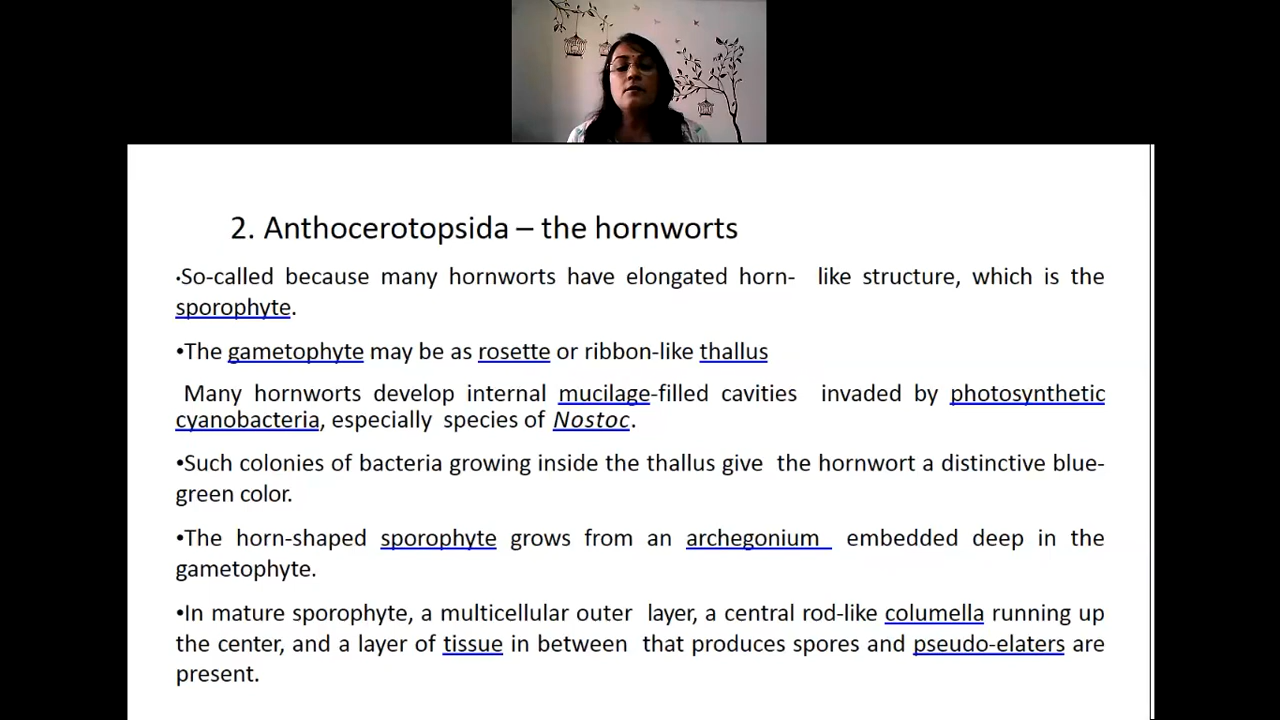 2. Anthocerotopsida – the hornworts
•So-called because many hornworts have elongated horn- like structure, which is the
sporophyte.
•The gametophyte may be as rosette or ribbon-like thallus
Many hornworts develop internal mucilage-filled cavities invaded by photosynthetic
cyanobacteria, especially species of Nostoc.
•Such colonies of bacteria growing inside the thallus give the hornwort a distinctive blue-
green color.
•The horn-shaped sporophyte grows from an archegonium embedded deep in the
gametophyte.
•In mature sporophyte, a multicellular outer layer, a central rod-like columella running up
the center, and a layer of tissue in between that produces spores and pseudo-elaters are
present.